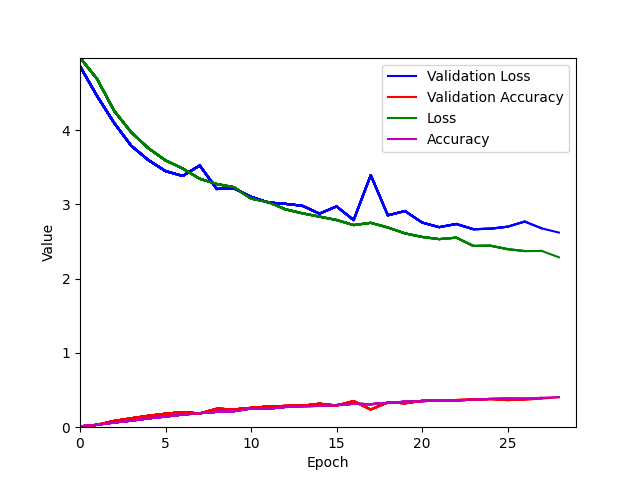 Validation Loss
Validation Accuracy
Loss
Accuracy
4
3
2
1
0
Value
0 5 10 15 20 25
Epoch